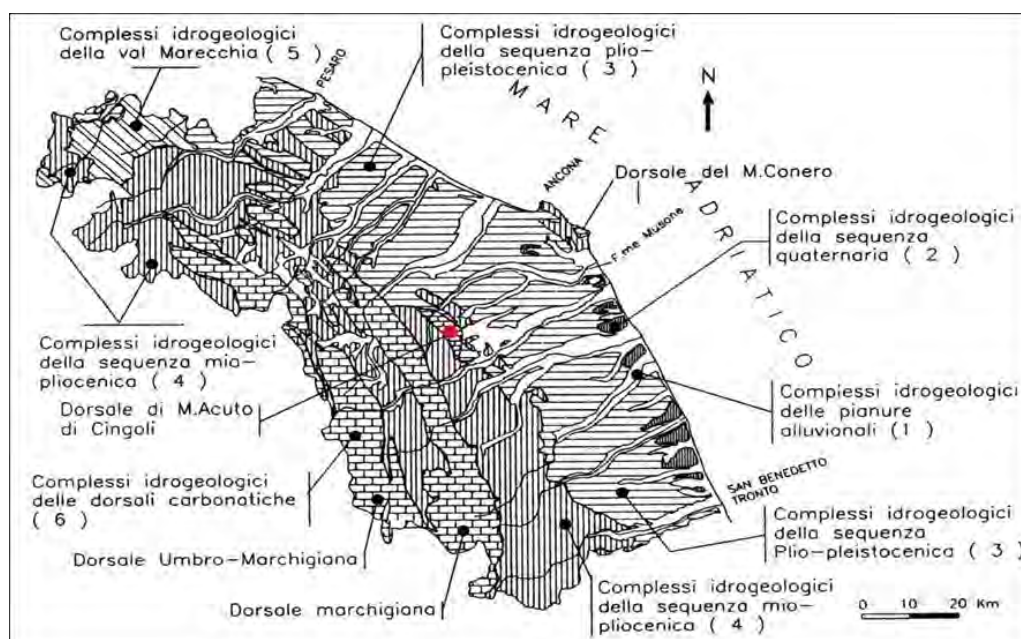 Complessi idrogeologici
della val Marecchia ( 5 )
Complessi idrogeologici
della sequenza plio-
pleistocenica ( 3 )
PESARO
N
MARE ADRIATICO
ANCONA
Dorsale del M.Conero
F.me Musone
Complessi idrogeologici
della sequenza
quaternaria ( 2 )
Complessi idrogeologici
della sequenza mio-
pliocenica ( 4 )
Dorsale di M.Acuto
di Cingoli
Complessi idrogeologici
delle pianure
alluvionali ( 1 )
Complessi idrogeologici
delle dorsali carbonatiche
( 6 )
SAN BENEDETTO
TRONTO
Dorsale Umbro-Marchigiana
Complessi idrogeologici
della sequenza
Plio-pleistocenica ( 3 )
Dorsale marchigiana
Complessi idrogeologici
della sequenza mio-
pliocenica ( 4 )
0 10 20 Km